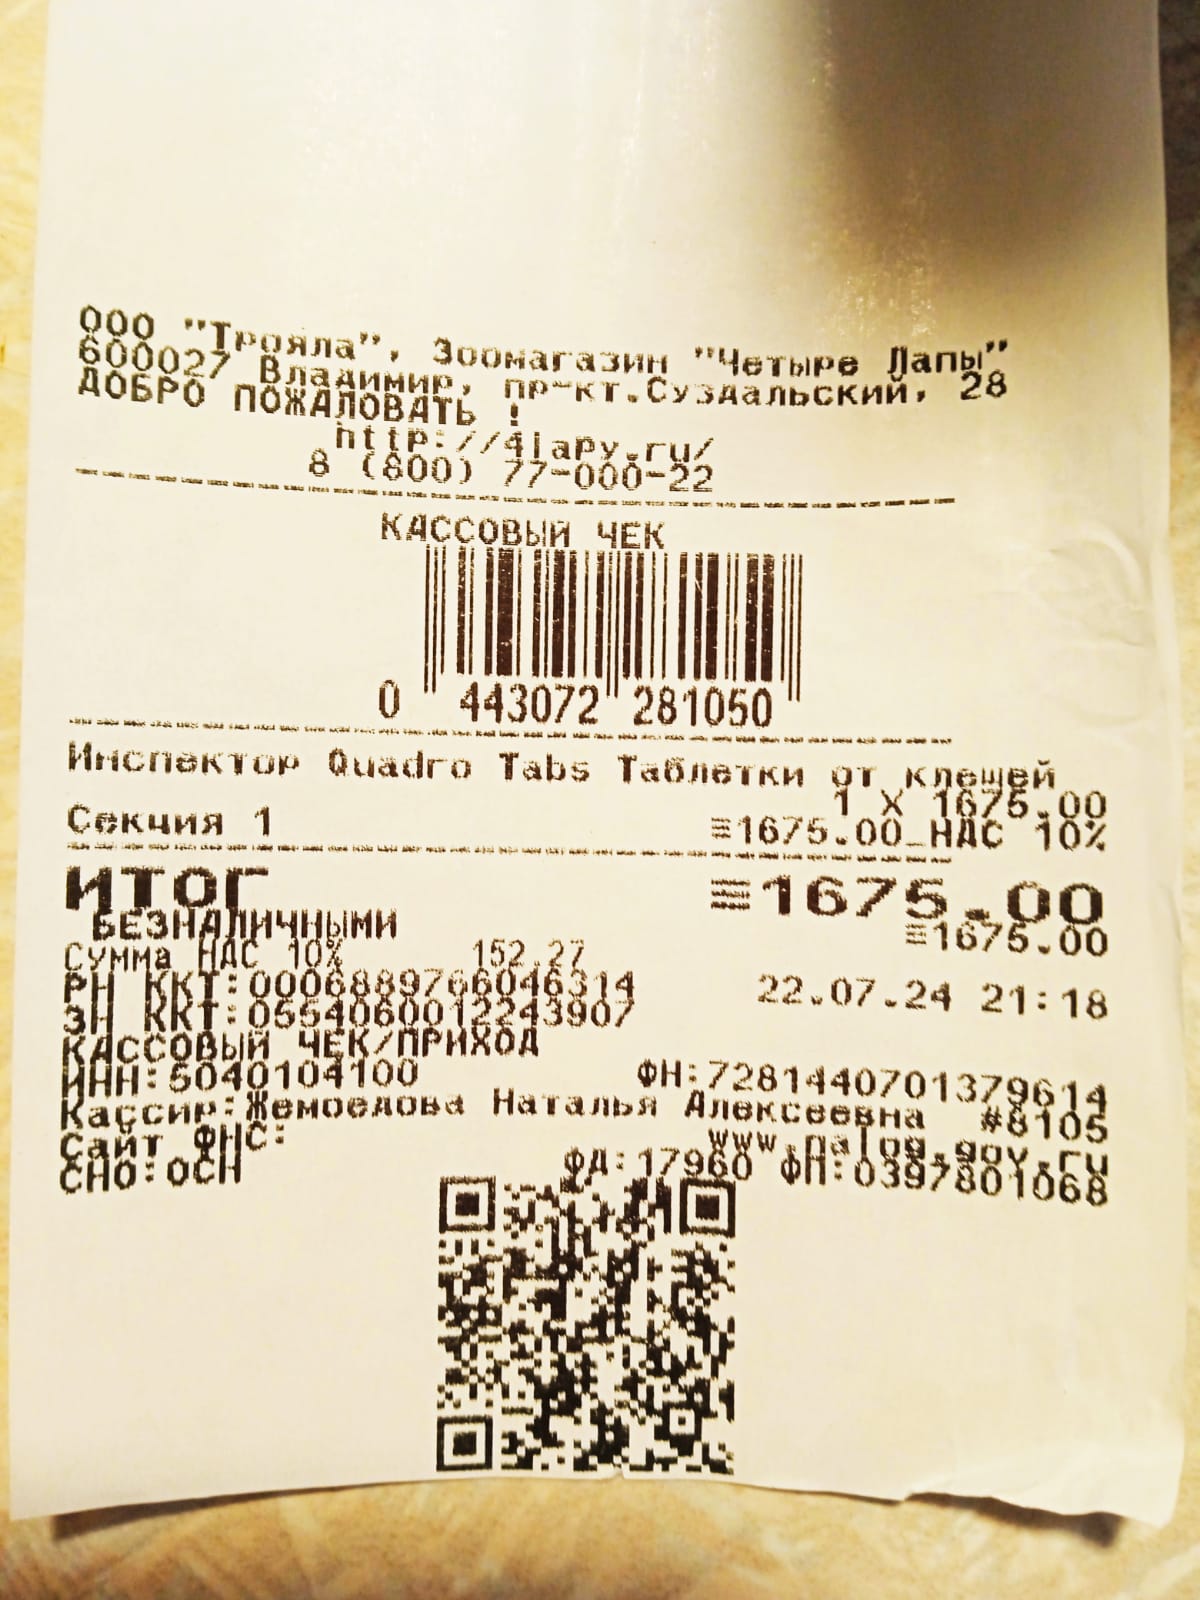 ООО "Трояла", Зоомагазин "Четыре Лапы"
600027 Владимир, пр-кт.Суздальский, 28
ДОБРО ПОЖАЛОВАТЬ !
http://4lapy.ru/
8 (800) 77-000-22
КАССОВЫЙ ЧЕК
0 443072 281050
Инспектор Quadro Tabs Таблетки от клещей
1 X 1675.00
Секция 1 ≡1675.00_НДС 10%
ИТОГ ≡1675.00
БЕЗНАЛИЧНЫМИ ≡1675.00
Сумма НДС 10% 152.27
РН ККТ:0006889766046314 22.07.24 21:18
ЗН ККТ:0554060012243907
КАССОВЫЙ ЧЕК/ПРИХОД
ИНН:5040104100 ФН:7281440701379614
Кассир:Жемоедова Наталья Алексеевна #8105
Сайт ФНС: www.nalog.gov.ru
СНО:ОСН ФД:17960 ФП:0397801068